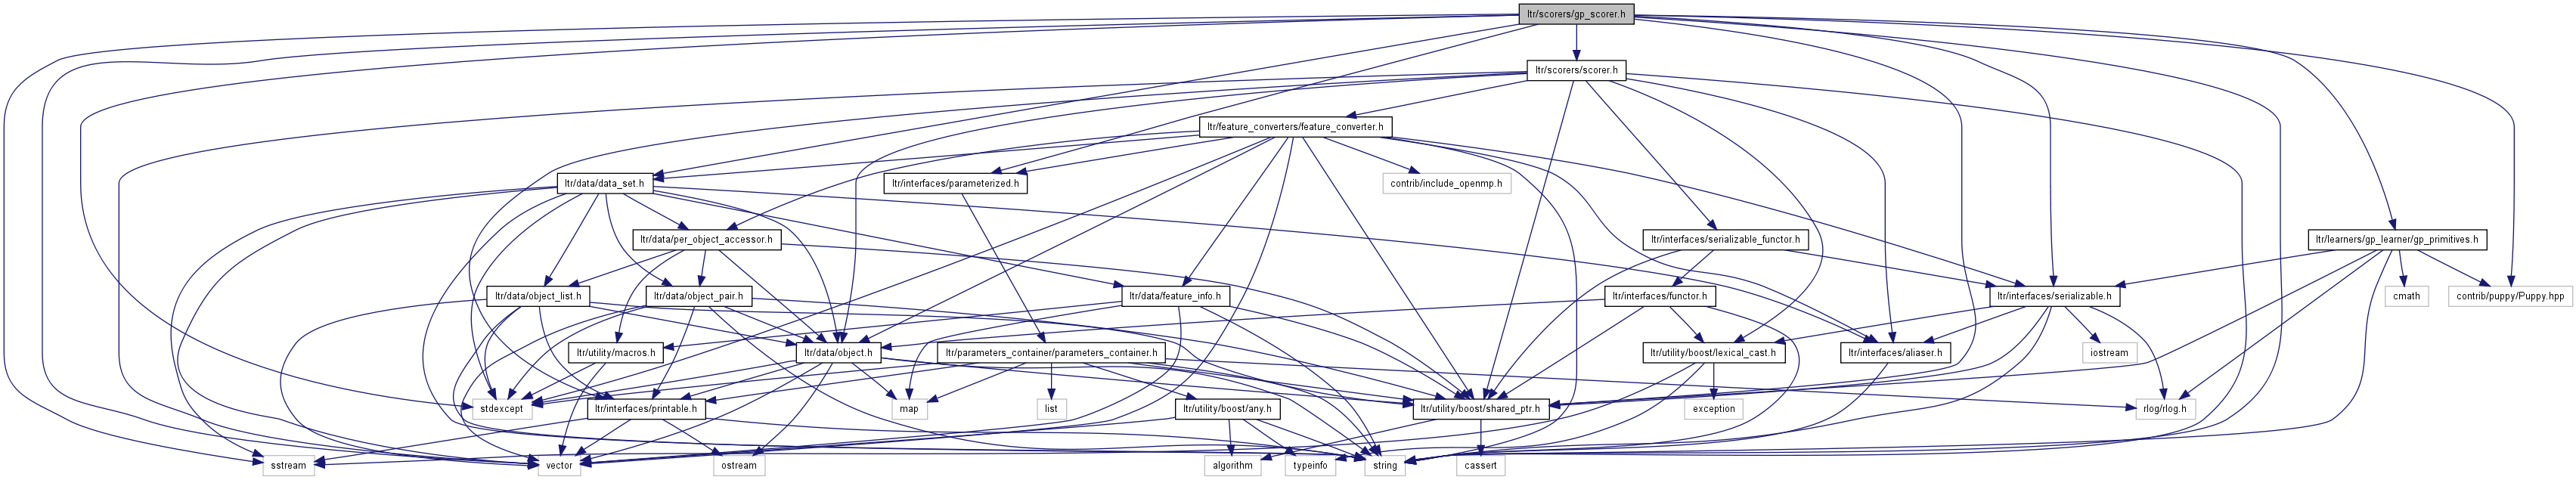 ltr/scorers/gp_scorer.h
ltr/scorers/scorer.h
ltr/feature_converters/feature_converter.h
ltr/data/data_set.h
ltr/interfaces/parameterized.h
contrib/include_openmp.h
ltr/data/per_object_accessor.h
ltr/interfaces/serializable_functor.h
ltr/learners/gp_learner/gp_primitives.h
ltr/data/object_list.h
ltr/data/object_pair.h
ltr/data/feature_info.h
ltr/interfaces/functor.h
ltr/interfaces/serializable.h
cmath
contrib/puppy/Puppy.hpp
ltr/utility/macros.h
ltr/data/object.h
ltr/parameters_container/parameters_container.h
ltr/utility/boost/lexical_cast.h
ltr/interfaces/aliaser.h
iostream
stdexcept
ltr/interfaces/printable.h
map
list
ltr/utility/boost/any.h
ltr/utility/boost/shared_ptr.h
exception
rlog/rlog.h
sstream
vector
ostream
algorithm
typeinfo
string
cassert